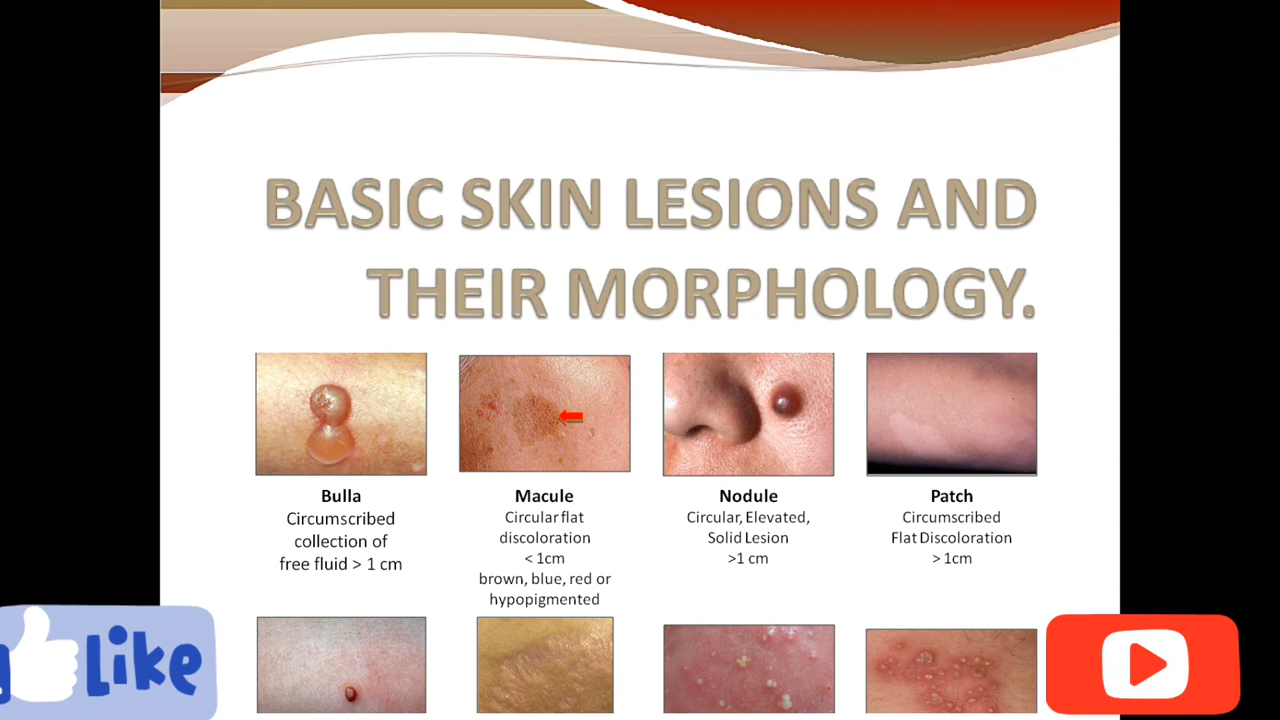 BASIC SKIN LESIONS AND
THEIR MORPHOLOGY.
Bulla
Circumscribed
collection of
free fluid > 1 cm
Macule
Circular flat
discoloration
< 1cm
brown, blue, red or
hypopigmented
Nodule
Circular, Elevated,
Solid Lesion
>1 cm
Patch
Circumscribed
Flat Discoloration
> 1cm
like